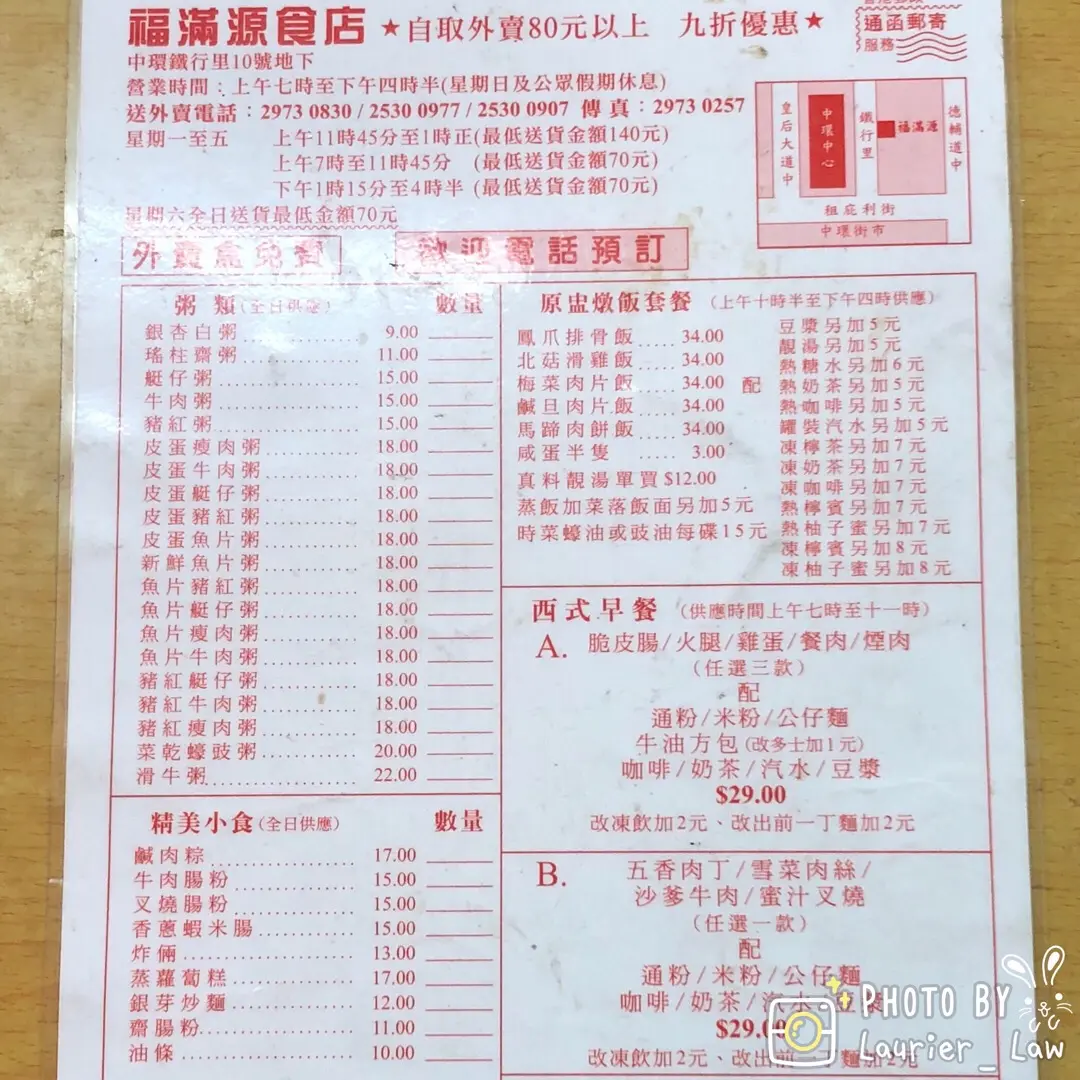 福滿源食店 ★自取外賣80元以上 九折優惠★
通函郵寄
服務
中環鐵行里10號地下
營業時間：上午七時至下午四時半(星期日及公眾假期休息)
送外賣電話：2973 0830 / 2530 0977 / 2530 0907 傳真：2973 0257
星期一至五 上午11時45分至1時正(最低送貨金額140元)
上午7時至11時45分 (最低送貨金額70元)
下午1時15分至4時半 (最低送貨金額70元)
星期六全日送貨最低金額70元
皇后大道中
中環中心
鐵行里
福滿源
德輔道中
租庇利街
中環街市
外賣盒免費
歡迎電話預訂
粥類(全日供應) 數量
銀杏白粥 9.00
瑤柱齋粥 11.00
艇仔粥 15.00
牛肉粥 15.00
豬紅粥 15.00
皮蛋瘦肉粥 18.00
皮蛋牛肉粥 18.00
皮蛋艇仔粥 18.00
皮蛋豬紅粥 18.00
皮蛋魚片粥 18.00
新鮮魚片粥 18.00
魚片豬紅粥 18.00
魚片艇仔粥 18.00
魚片瘦肉粥 18.00
魚片牛肉粥 18.00
豬紅艇仔粥 18.00
豬紅牛肉粥 18.00
豬紅瘦肉粥 18.00
菜乾蠔豉粥 20.00
滑牛粥 22.00
精美小食(全日供應) 數量
鹹肉粽 17.00
牛肉腸粉 15.00
叉燒腸粉 15.00
香蔥蝦米腸 15.00
炸倆 13.00
蒸蘿蔔糕 17.00
銀芽炒麵 12.00
齋腸粉 11.00
油條 10.00
原盅燉飯套餐 (上午十時半至下午四時供應)
鳳爪排骨飯 34.00
北菇滑雞飯 34.00
梅菜肉片飯 34.00
鹹旦肉片飯 34.00
馬蹄肉餅飯 34.00
咸蛋半隻 3.00
真料靚湯單買 $12.00
蒸飯加菜落飯面另加5元
時菜蠔油或豉油每碟15元
配
豆漿另加5元
靚湯另加5元
熱糖水另加6元
熱奶茶另加5元
熱咖啡另加5元
罐裝汽水另加5元
凍檸茶另加7元
凍奶茶另加7元
凍咖啡另加7元
熱檸賓另加7元
熱柚子蜜另加7元
凍檸賓另加8元
凍柚子蜜另加8元
西式早餐 (供應時間上午七時至十一時)
A. 脆皮腸/火腿/雞蛋/餐肉/煙肉
(任選三款)
配
通粉/米粉/公仔麵
牛油方包(改多士加1元)
咖啡/奶茶/汽水/豆漿
$29.00
改凍飲加2元、改出前一丁麵加2元
B. 五香肉丁/雪菜肉絲/
沙爹牛肉/蜜汁叉燒
(任選一款)
配
通粉/米粉/公仔麵
咖啡/奶茶/汽水/豆漿
$29.00
改凍飲加2元、改出前一丁麵加2元
PHOTO BY
Laurier _ Law